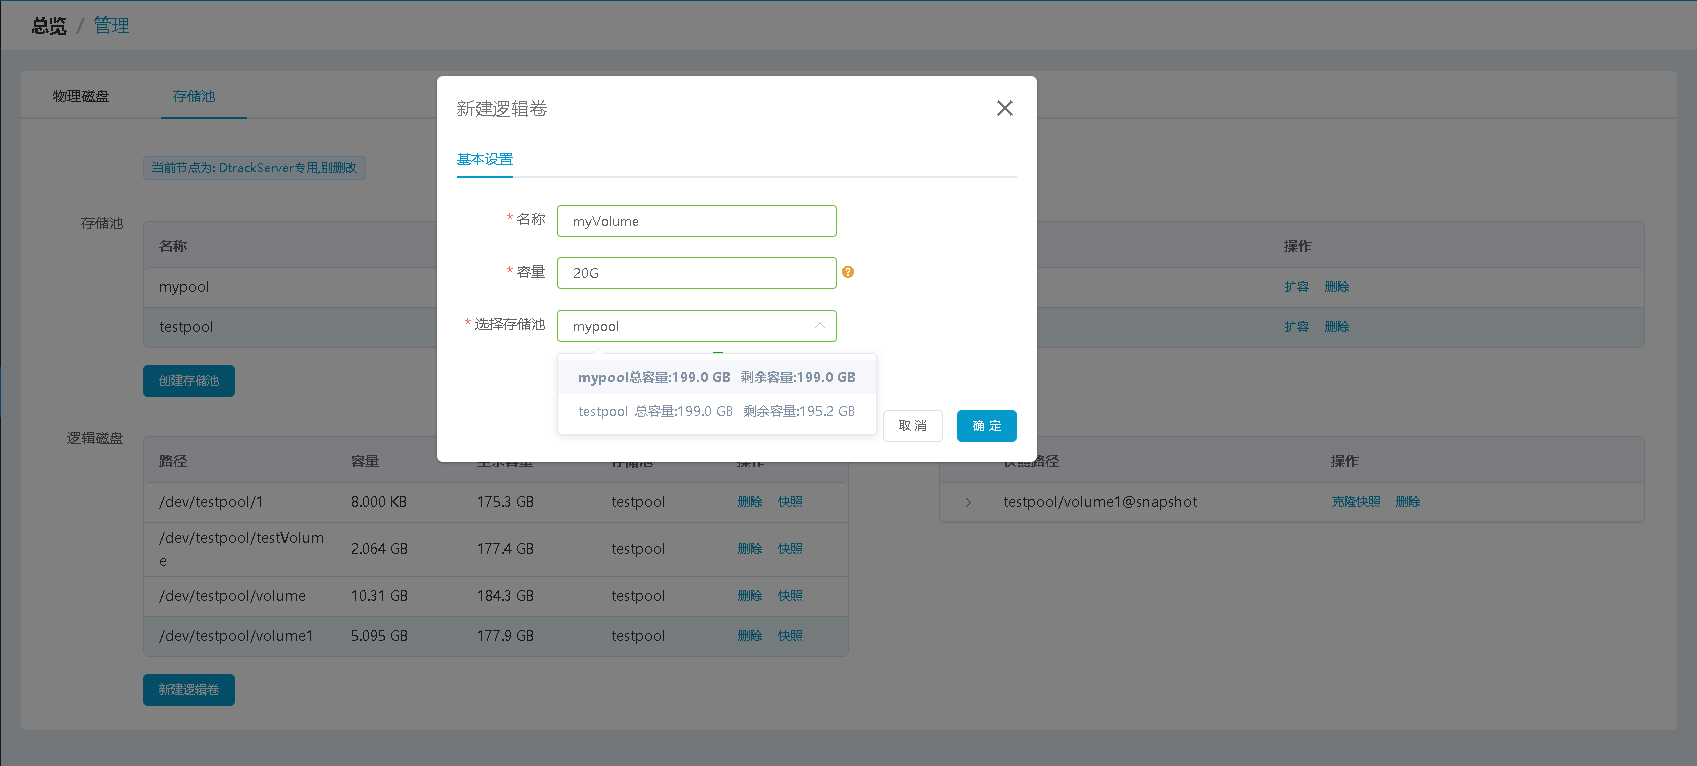 总览 / 管理
物理磁盘 存储池
当前节点为: DtrackServer专用,别删改
存储池
名称 操作
mypool 扩容 删除
testpool 扩容 删除
创建存储池
逻辑磁盘
路径 容量 存储池 操作
/dev/testpool/1 8.000 KB 175.3 GB testpool 删除 快照
/dev/testpool/testVolum
e 2.064 GB 177.4 GB testpool 删除 快照
/dev/testpool/volume 10.31 GB 184.3 GB testpool 删除 快照
/dev/testpool/volume1 5.095 GB 177.9 GB testpool 删除 快照
新建逻辑卷
快照路径 操作
testpool/volume1@snapshot 克隆快照 删除
新建逻辑卷
基本设置
* 名称 myVolume
* 容量 20G ?
* 选择存储池 mypool
mypool总容量:199.0 GB 剩余容量:199.0 GB
testpool 总容量:199.0 GB 剩余容量:195.2 GB
取 消 确 定